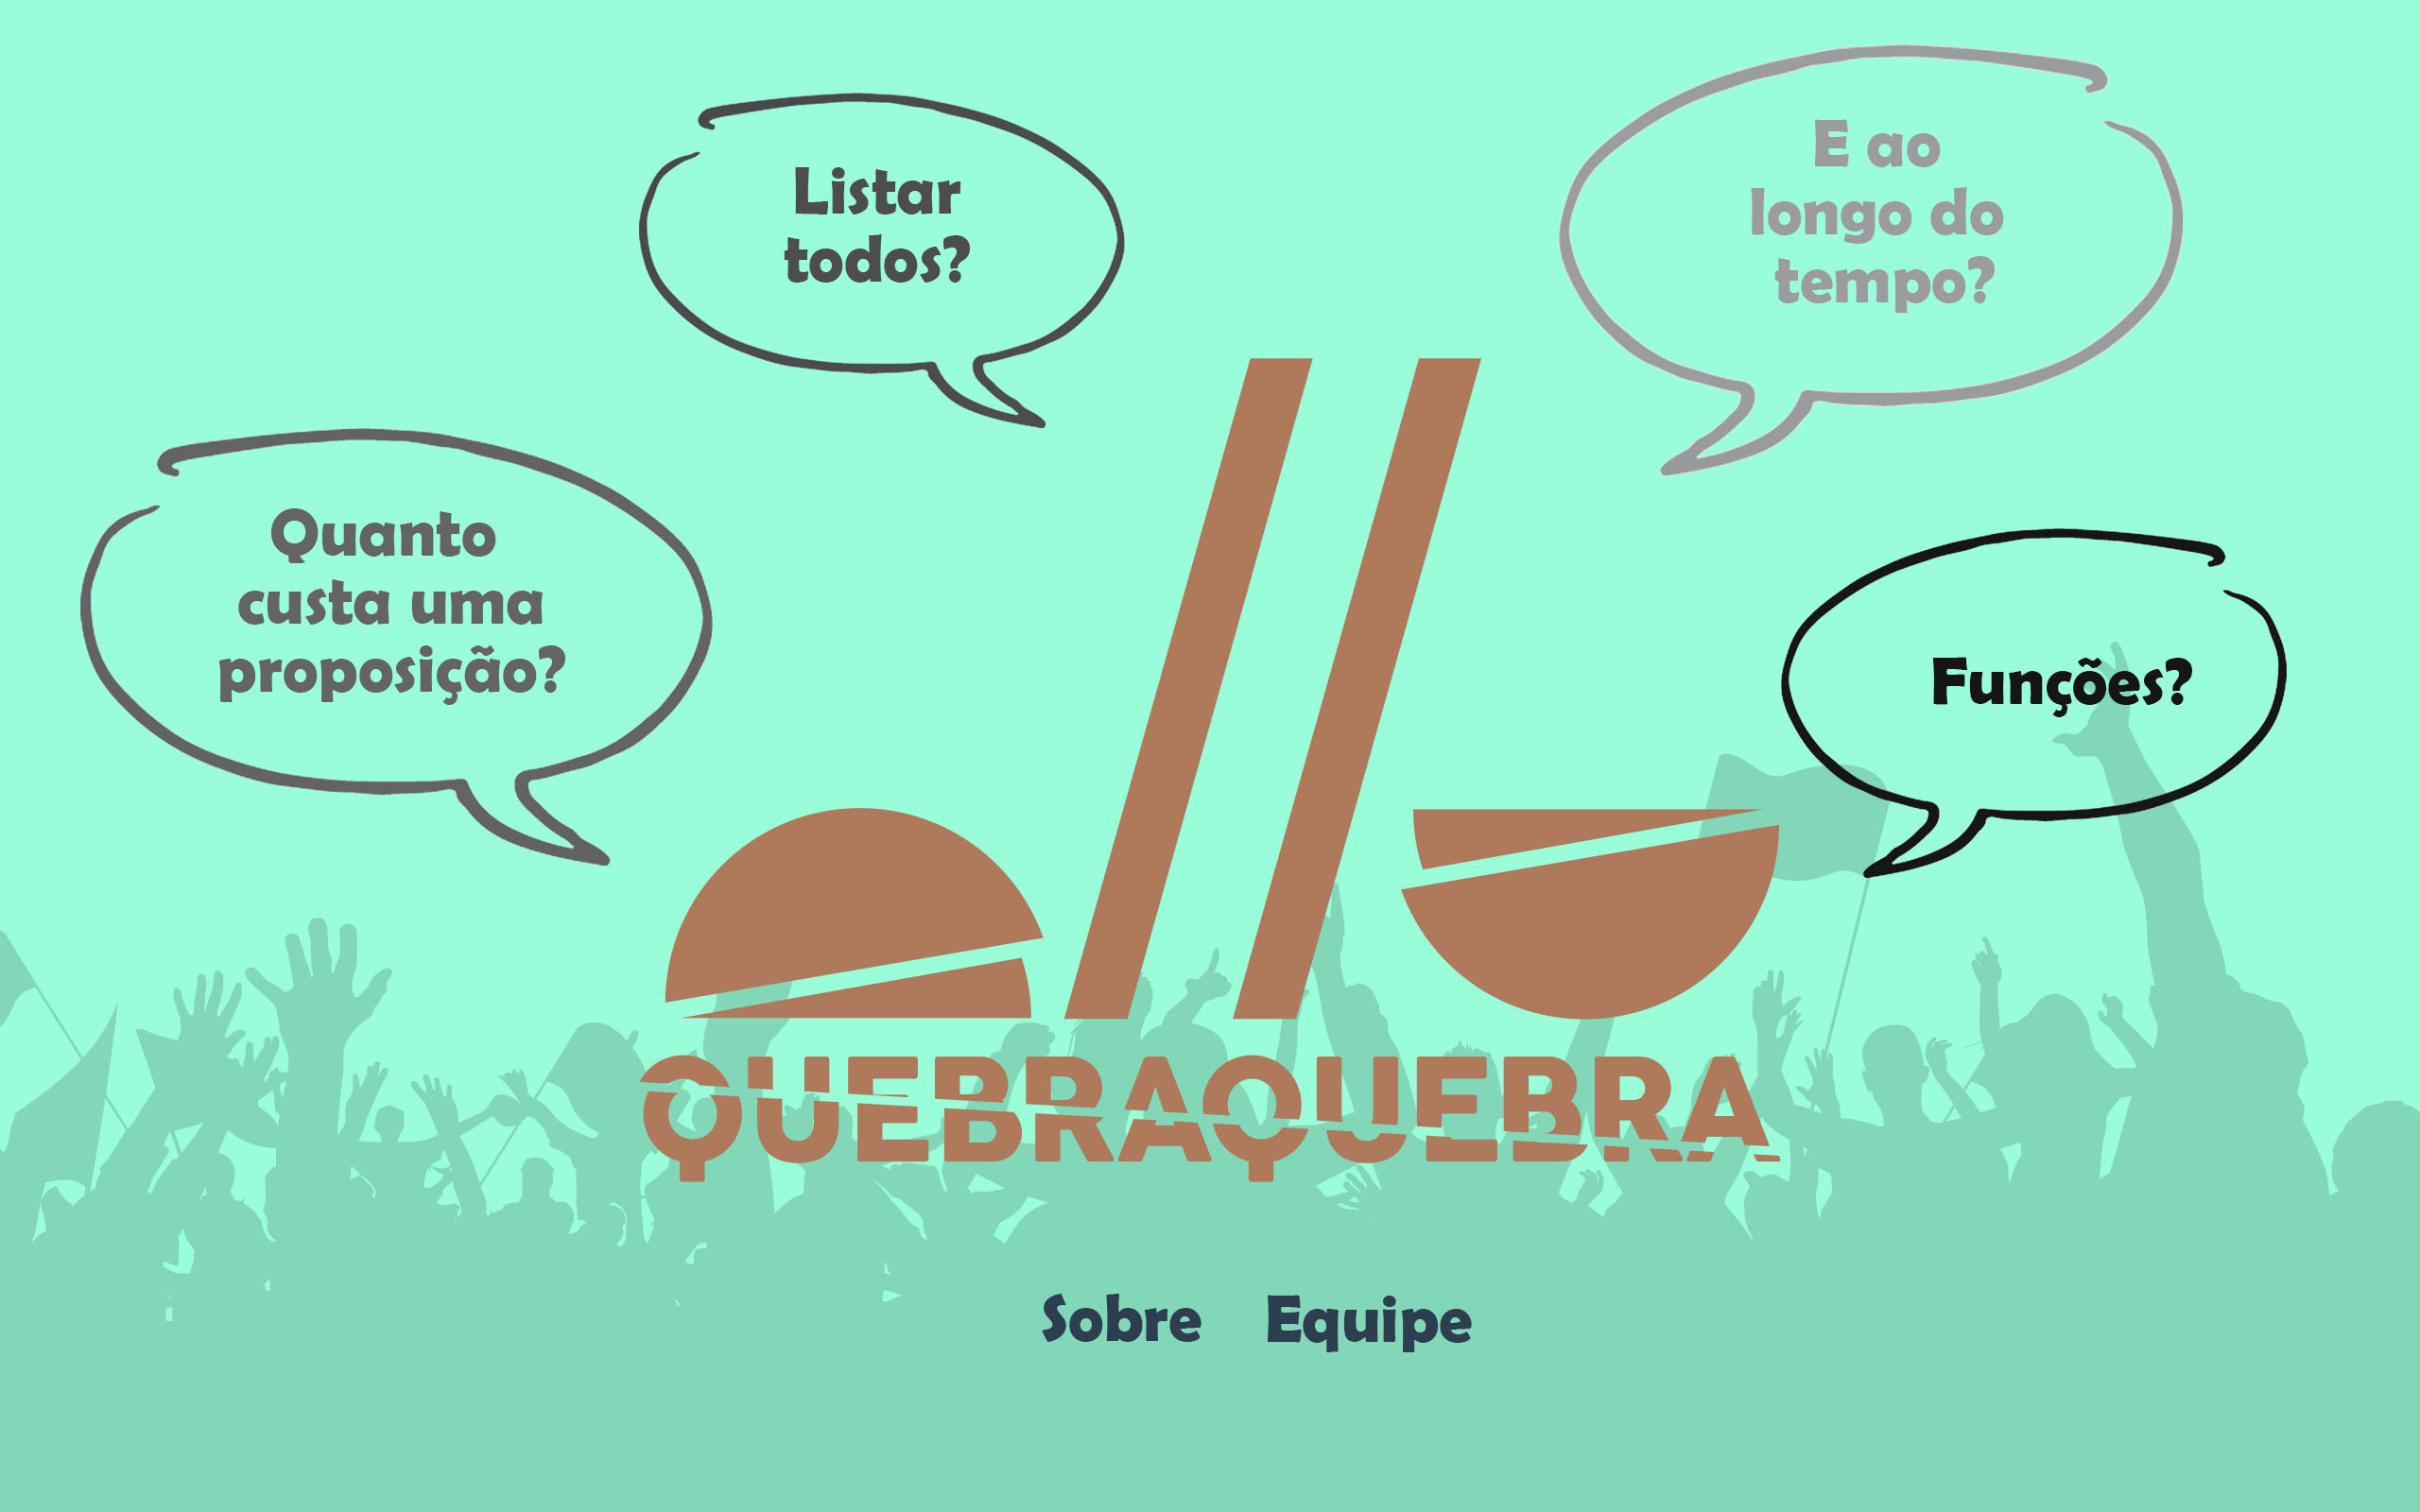 Listar
todos?
E ao
longo do
tempo?
Quanto
custa uma
proposição?
Funções?
QUEBRAQUEBRA
Sobre Equipe